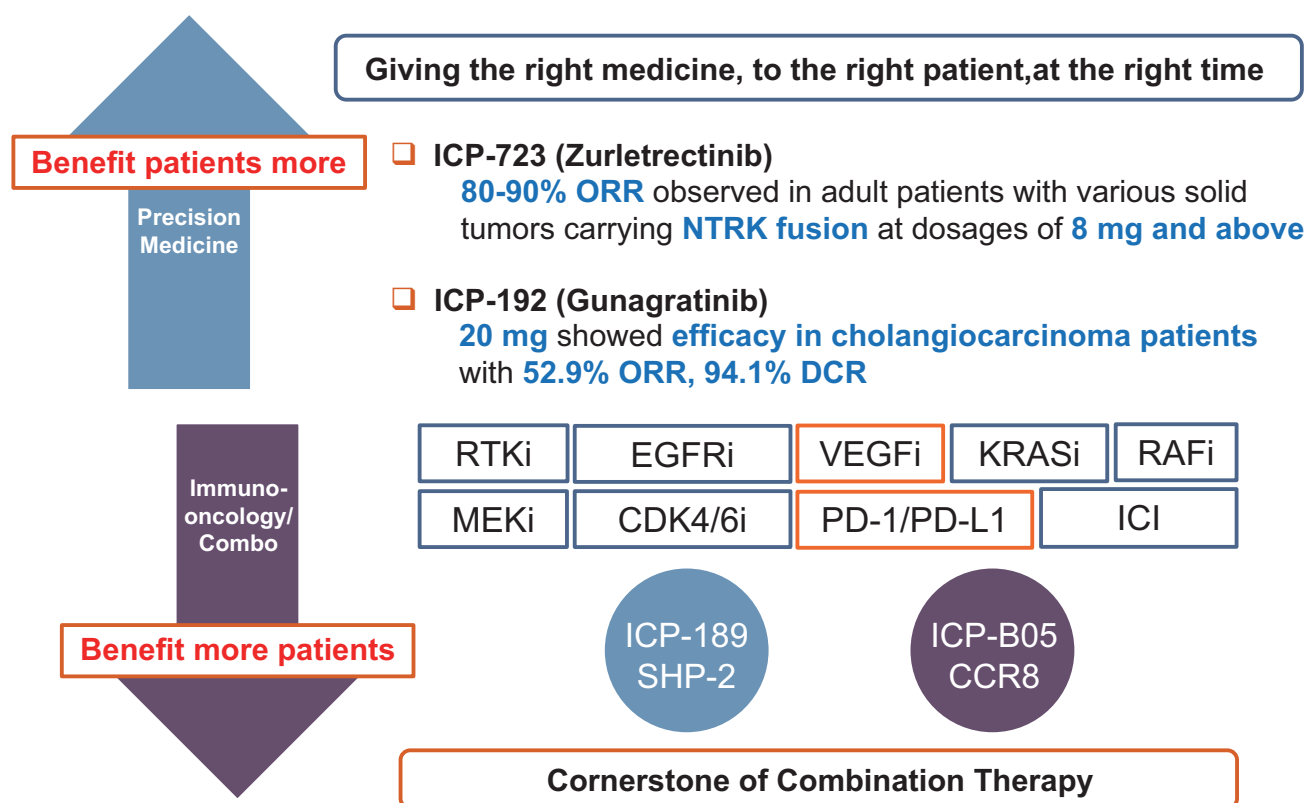 Giving the right medicine, to the right patient,at the right time
Benefit patients more
Precision
Medicine
ICP-723 (Zurletrectinib)
80-90% ORR observed in adult patients with various solid
tumors carrying NTRK fusion at dosages of 8 mg and above
ICP-192 (Gunagratinib)
20 mg showed efficacy in cholangiocarcinoma patients
with 52.9% ORR, 94.1% DCR
Immuno-
oncology/
Combo
Benefit more patients
RTKi EGFRi VEGFi KRASi RAFi
MEKi CDK4/6i PD-1/PD-L1 ICI
ICP-189
SHP-2
ICP-B05
CCR8
Cornerstone of Combination Therapy